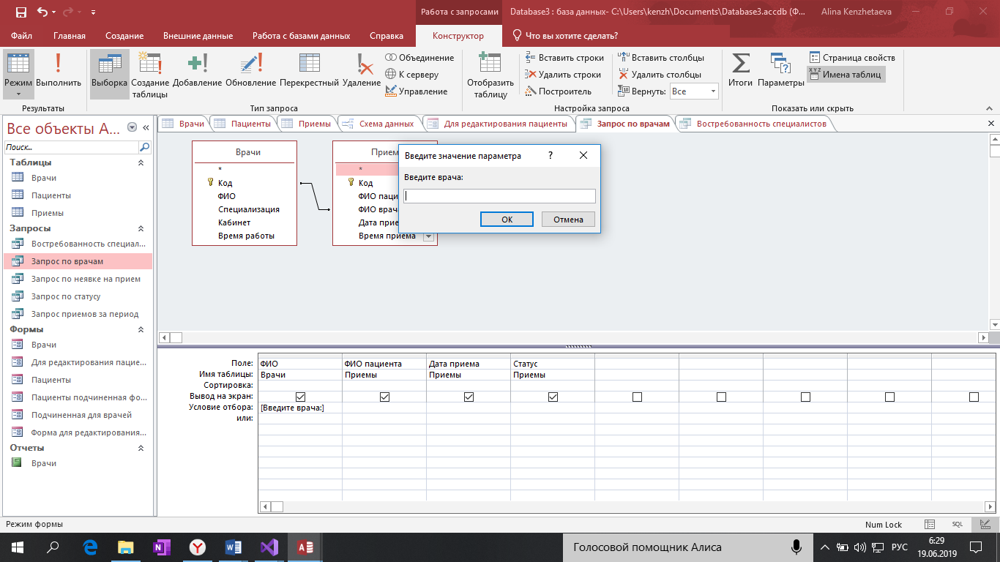 Работа с запросами
Database3 : база данных- C:\Users\kenzh\Documents\Database3.accdb (Ф...
Alina Kenzhetaeva
Файл Главная Создание Внешние данные Работа с базами данных Справка Конструктор Что вы хотите сделать?
Режим
Выполнить
Результаты
Выборка
Создание таблицы
Добавление
Обновление
Перекрестный
Удаление
Объединение
К серверу
Управление
Тип запроса
Отобразить таблицу
Вставить строки
Удалить строки
Построитель
Вставить столбцы
Удалить столбцы
Вернуть: Все
Настройка запроса
Итоги
Параметры
Страница свойств
XYZ Имена таблиц
Показать или скрыть
Все объекты A...
Поиск...
Таблицы
Врачи
Пациенты
Приемы
Запросы
Востребованность специал...
Запрос по врачам
Запрос по неявке на прием
Запрос по статусу
Запрос приемов за период
Формы
Врачи
Для редактирования пацие...
Пациенты
Пациенты подчиненная фо...
Подчиненная для врачей
Форма для редактирования...
Отчеты
Врачи
Врачи Пациенты Приемы Схема данных Для редактирования пациенты Запрос по врачам Востребованность специалистов
Врачи
*
Код
ФИО
Специализация
Кабинет
Время работы
Прием
*
Код
ФИО паци
ФИО врач
Дата прие
Время приема
Введите значение параметра ?
Введите врача:
OK Отмена
Поле: ФИО ФИО пациента Дата приема Статус
Имя таблицы: Врачи Приемы Приемы Приемы
Сортировка:
Вывод на экран:
Условие отбора: [Введите врача:]
или:
Режим формы
Num Lock
SQL
Голосовой помощник Алиса
РУС
6:29
19.06.2019